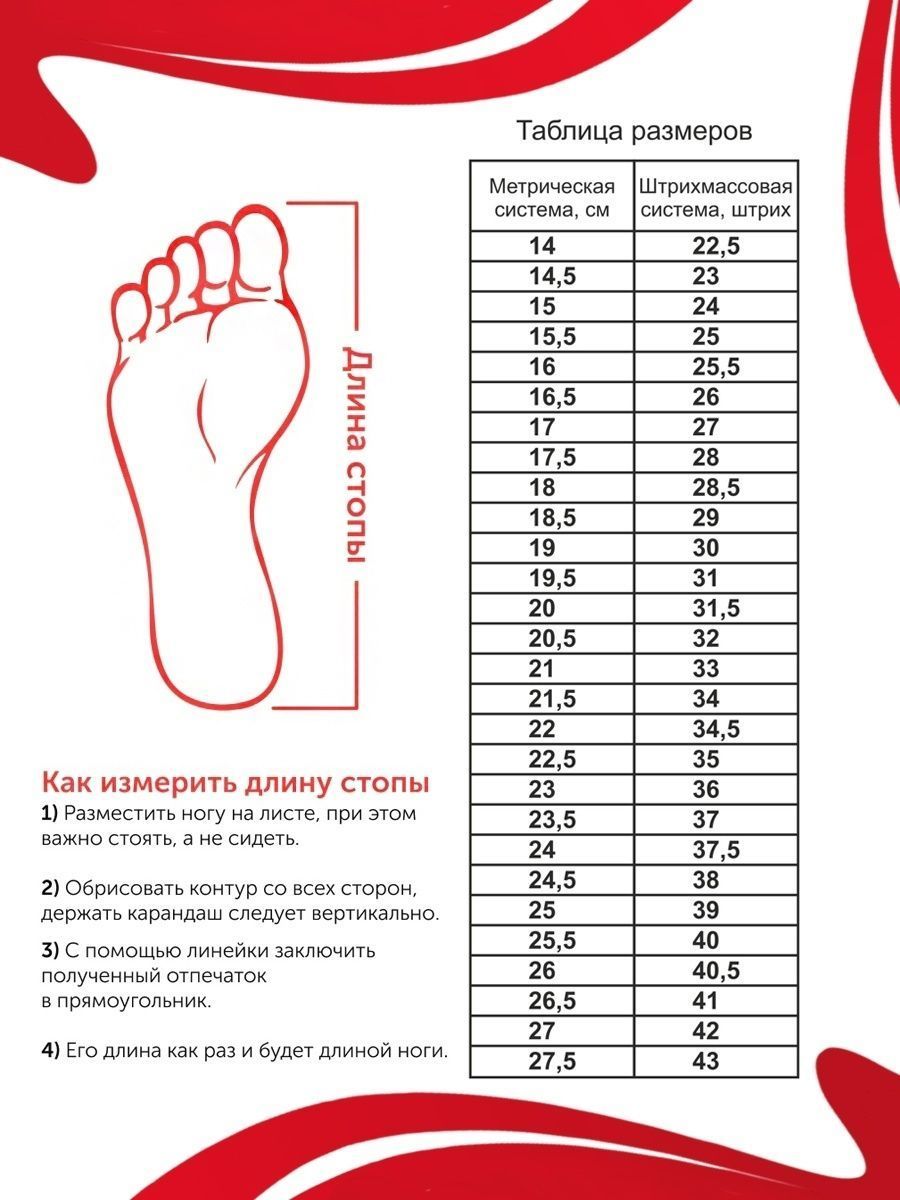 Таблица размеров
Метрическая система, см Штрихмассовая система, штрих
14 22,5
14,5 23
15 24
15,5 25
16 25,5
16,5 26
17 27
17,5 28
18 28,5
18,5 29
19 30
19,5 31
20 31,5
20,5 32
21 33
21,5 34
22 34,5
22,5 35
23 36
23,5 37
24 37,5
24,5 38
25 39
25,5 40
26 40,5
26,5 41
27 42
27,5 43
Длина стопы
Как измерить длину стопы
1) Разместить ногу на листе, при этом
важно стоять, а не сидеть.
2) Обрисовать контур со всех сторон,
держать карандаш следует вертикально.
3) С помощью линейки заключить
полученный отпечаток
в прямоугольник.
4) Его длина как раз и будет длиной ноги.